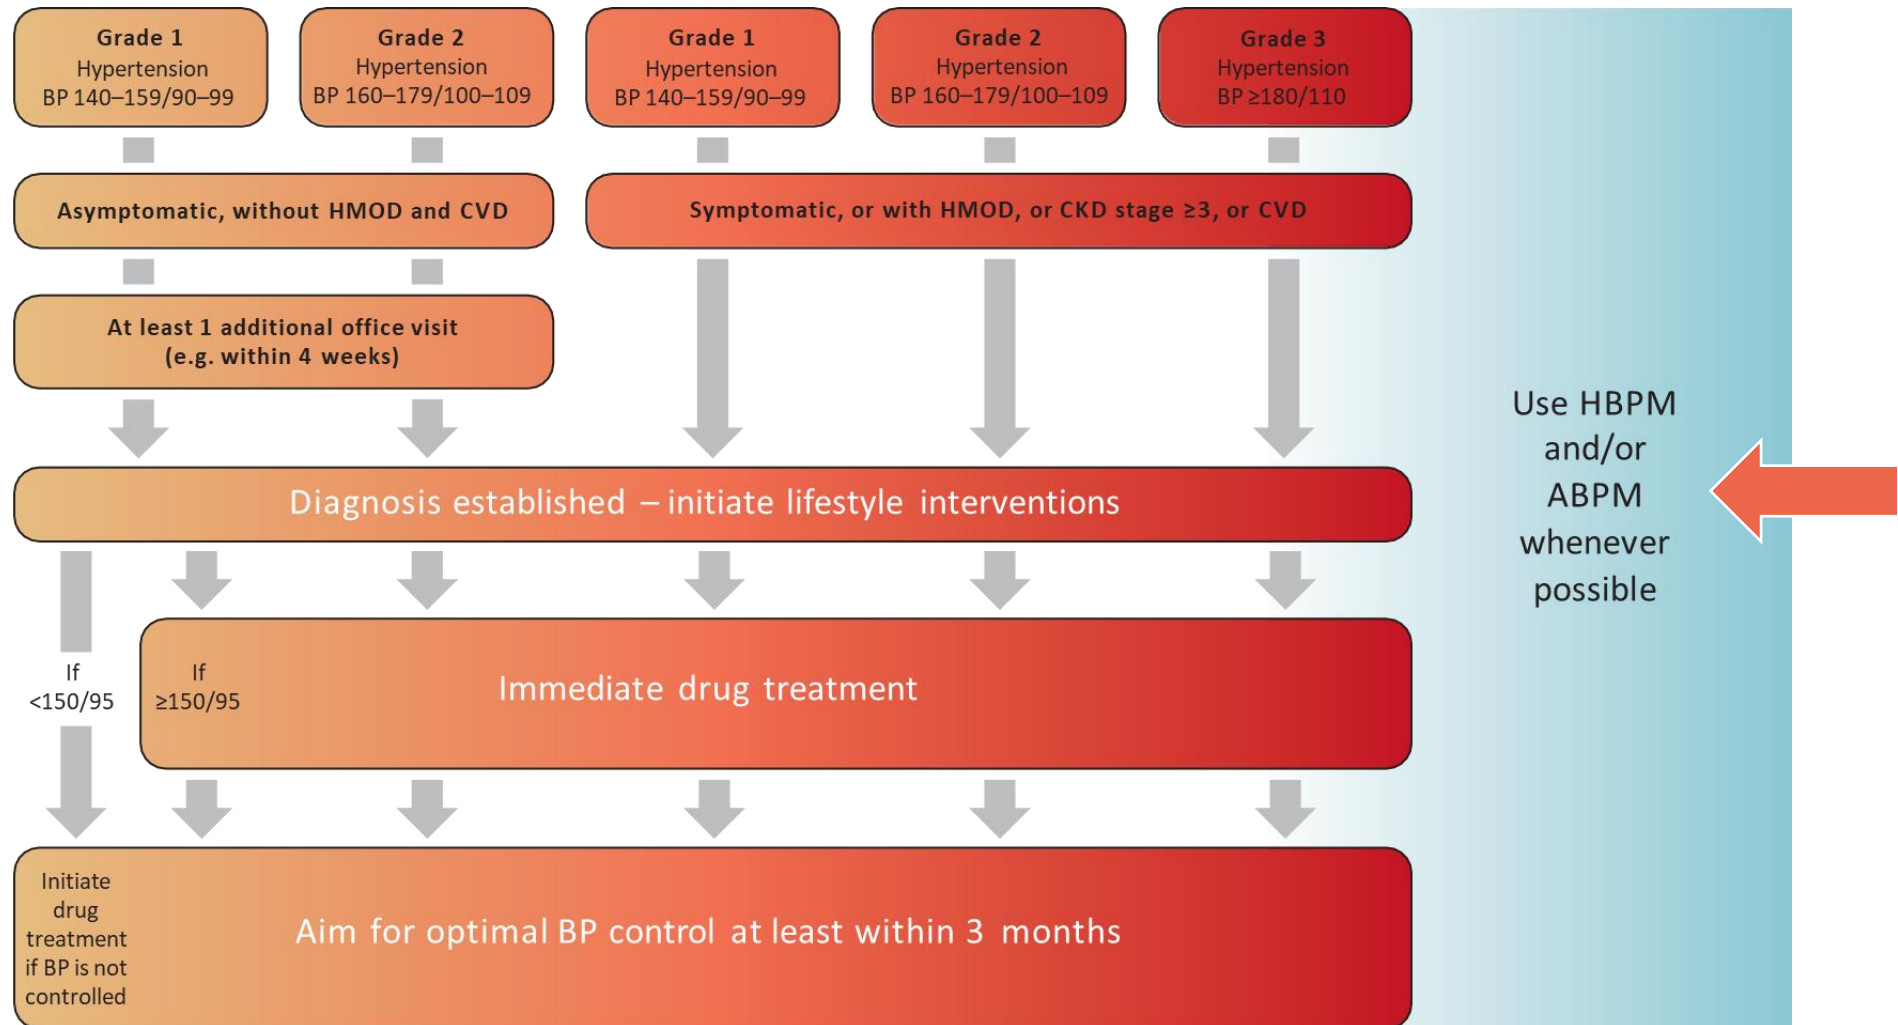 Grade 1
Hypertension
BP 140–159/90–99
Grade 2
Hypertension
BP 160–179/100–109
Grade 1
Hypertension
BP 140–159/90–99
Grade 2
Hypertension
BP 160–179/100–109
Grade 3
Hypertension
BP ≥180/110
Asymptomatic, without HMOD and CVD
Symptomatic, or with HMOD, or CKD stage ≥3, or CVD
At least 1 additional office visit
(e.g. within 4 weeks)
Diagnosis established – initiate lifestyle interventions
If
<150/95
If
≥150/95
Immediate drug treatment
Initiate
drug
treatment
if BP is not
controlled
Aim for optimal BP control at least within 3 months
Use HBPM
and/or
ABPM
whenever
possible